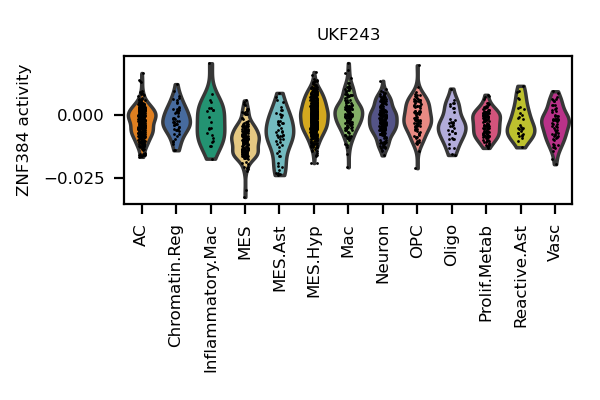 UKF243
ZNF384 activity
0.000
−0.025
AC
Chromatin.Reg
Inflammatory.Mac
MES
MES.Ast
MES.Hyp
Mac
Neuron
OPC
Oligo
Prolif.Metab
Reactive.Ast
Vasc